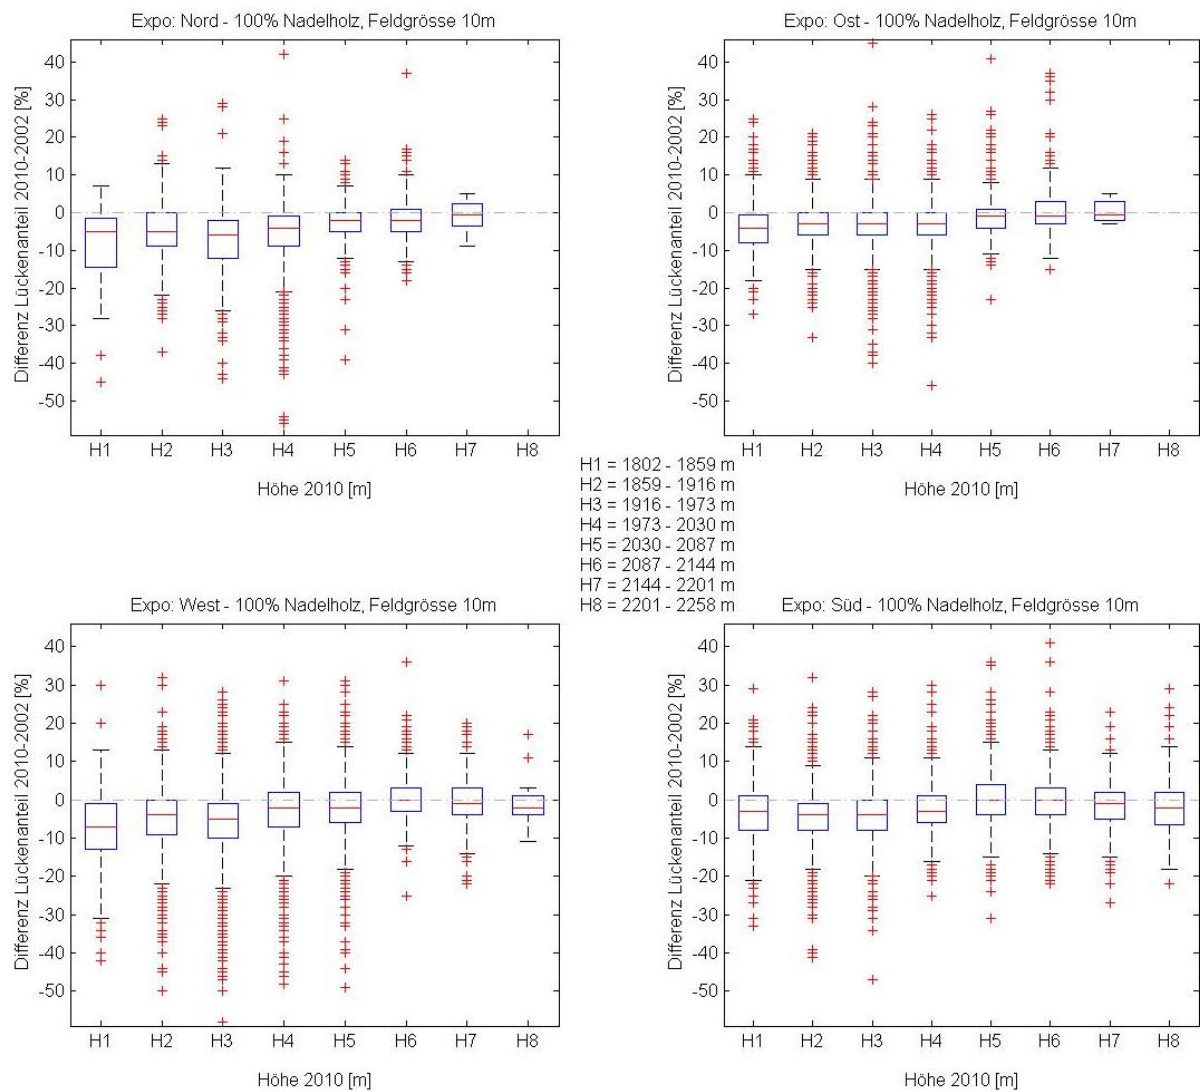 Expo: Nord - 100% Nadelholz, Feldgrösse 10m
Differenz Lückenanteil 2010-2002 [%]
40
30
20
10
0
-10
-20
-30
-40
-50
H1 H2 H3 H4 H5 H6 H7 H8
Höhe 2010 [m]
Expo: Ost - 100% Nadelholz, Feldgrösse 10m
Differenz Lückenanteil 2010-2002 [%]
40
30
20
10
0
-10
-20
-30
-40
-50
H1 H2 H3 H4 H5 H6 H7 H8
Höhe 2010 [m]
H1 = 1802 - 1859 m
H2 = 1859 - 1916 m
H3 = 1916 - 1973 m
H4 = 1973 - 2030 m
H5 = 2030 - 2087 m
H6 = 2087 - 2144 m
H7 = 2144 - 2201 m
H8 = 2201 - 2258 m
Expo: West - 100% Nadelholz, Feldgrösse 10m
Differenz Lückenanteil 2010-2002 [%]
40
30
20
10
0
-10
-20
-30
-40
-50
H1 H2 H3 H4 H5 H6 H7 H8
Höhe 2010 [m]
Expo: Süd - 100% Nadelholz, Feldgrösse 10m
Differenz Lückenanteil 2010-2002 [%]
40
30
20
10
0
-10
-20
-30
-40
-50
H1 H2 H3 H4 H5 H6 H7 H8
Höhe 2010 [m]